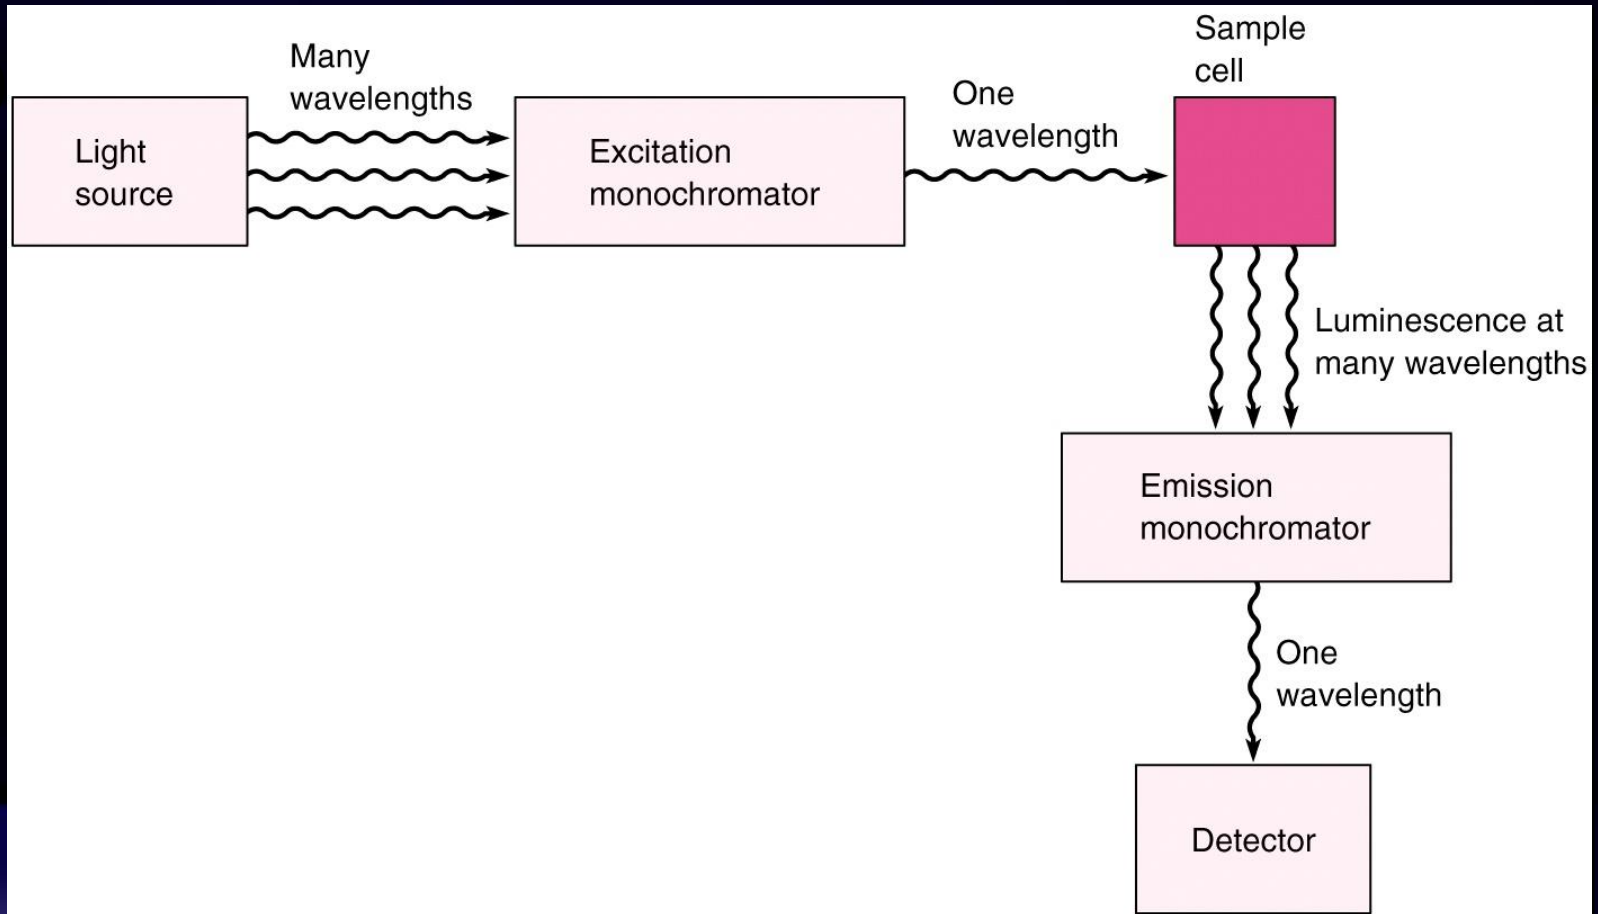 Many
wavelengths
Light
source
Excitation
monochromator
One
wavelength
Sample
cell
Luminescence at
many wavelengths
Emission
monochromator
One
wavelength
Detector